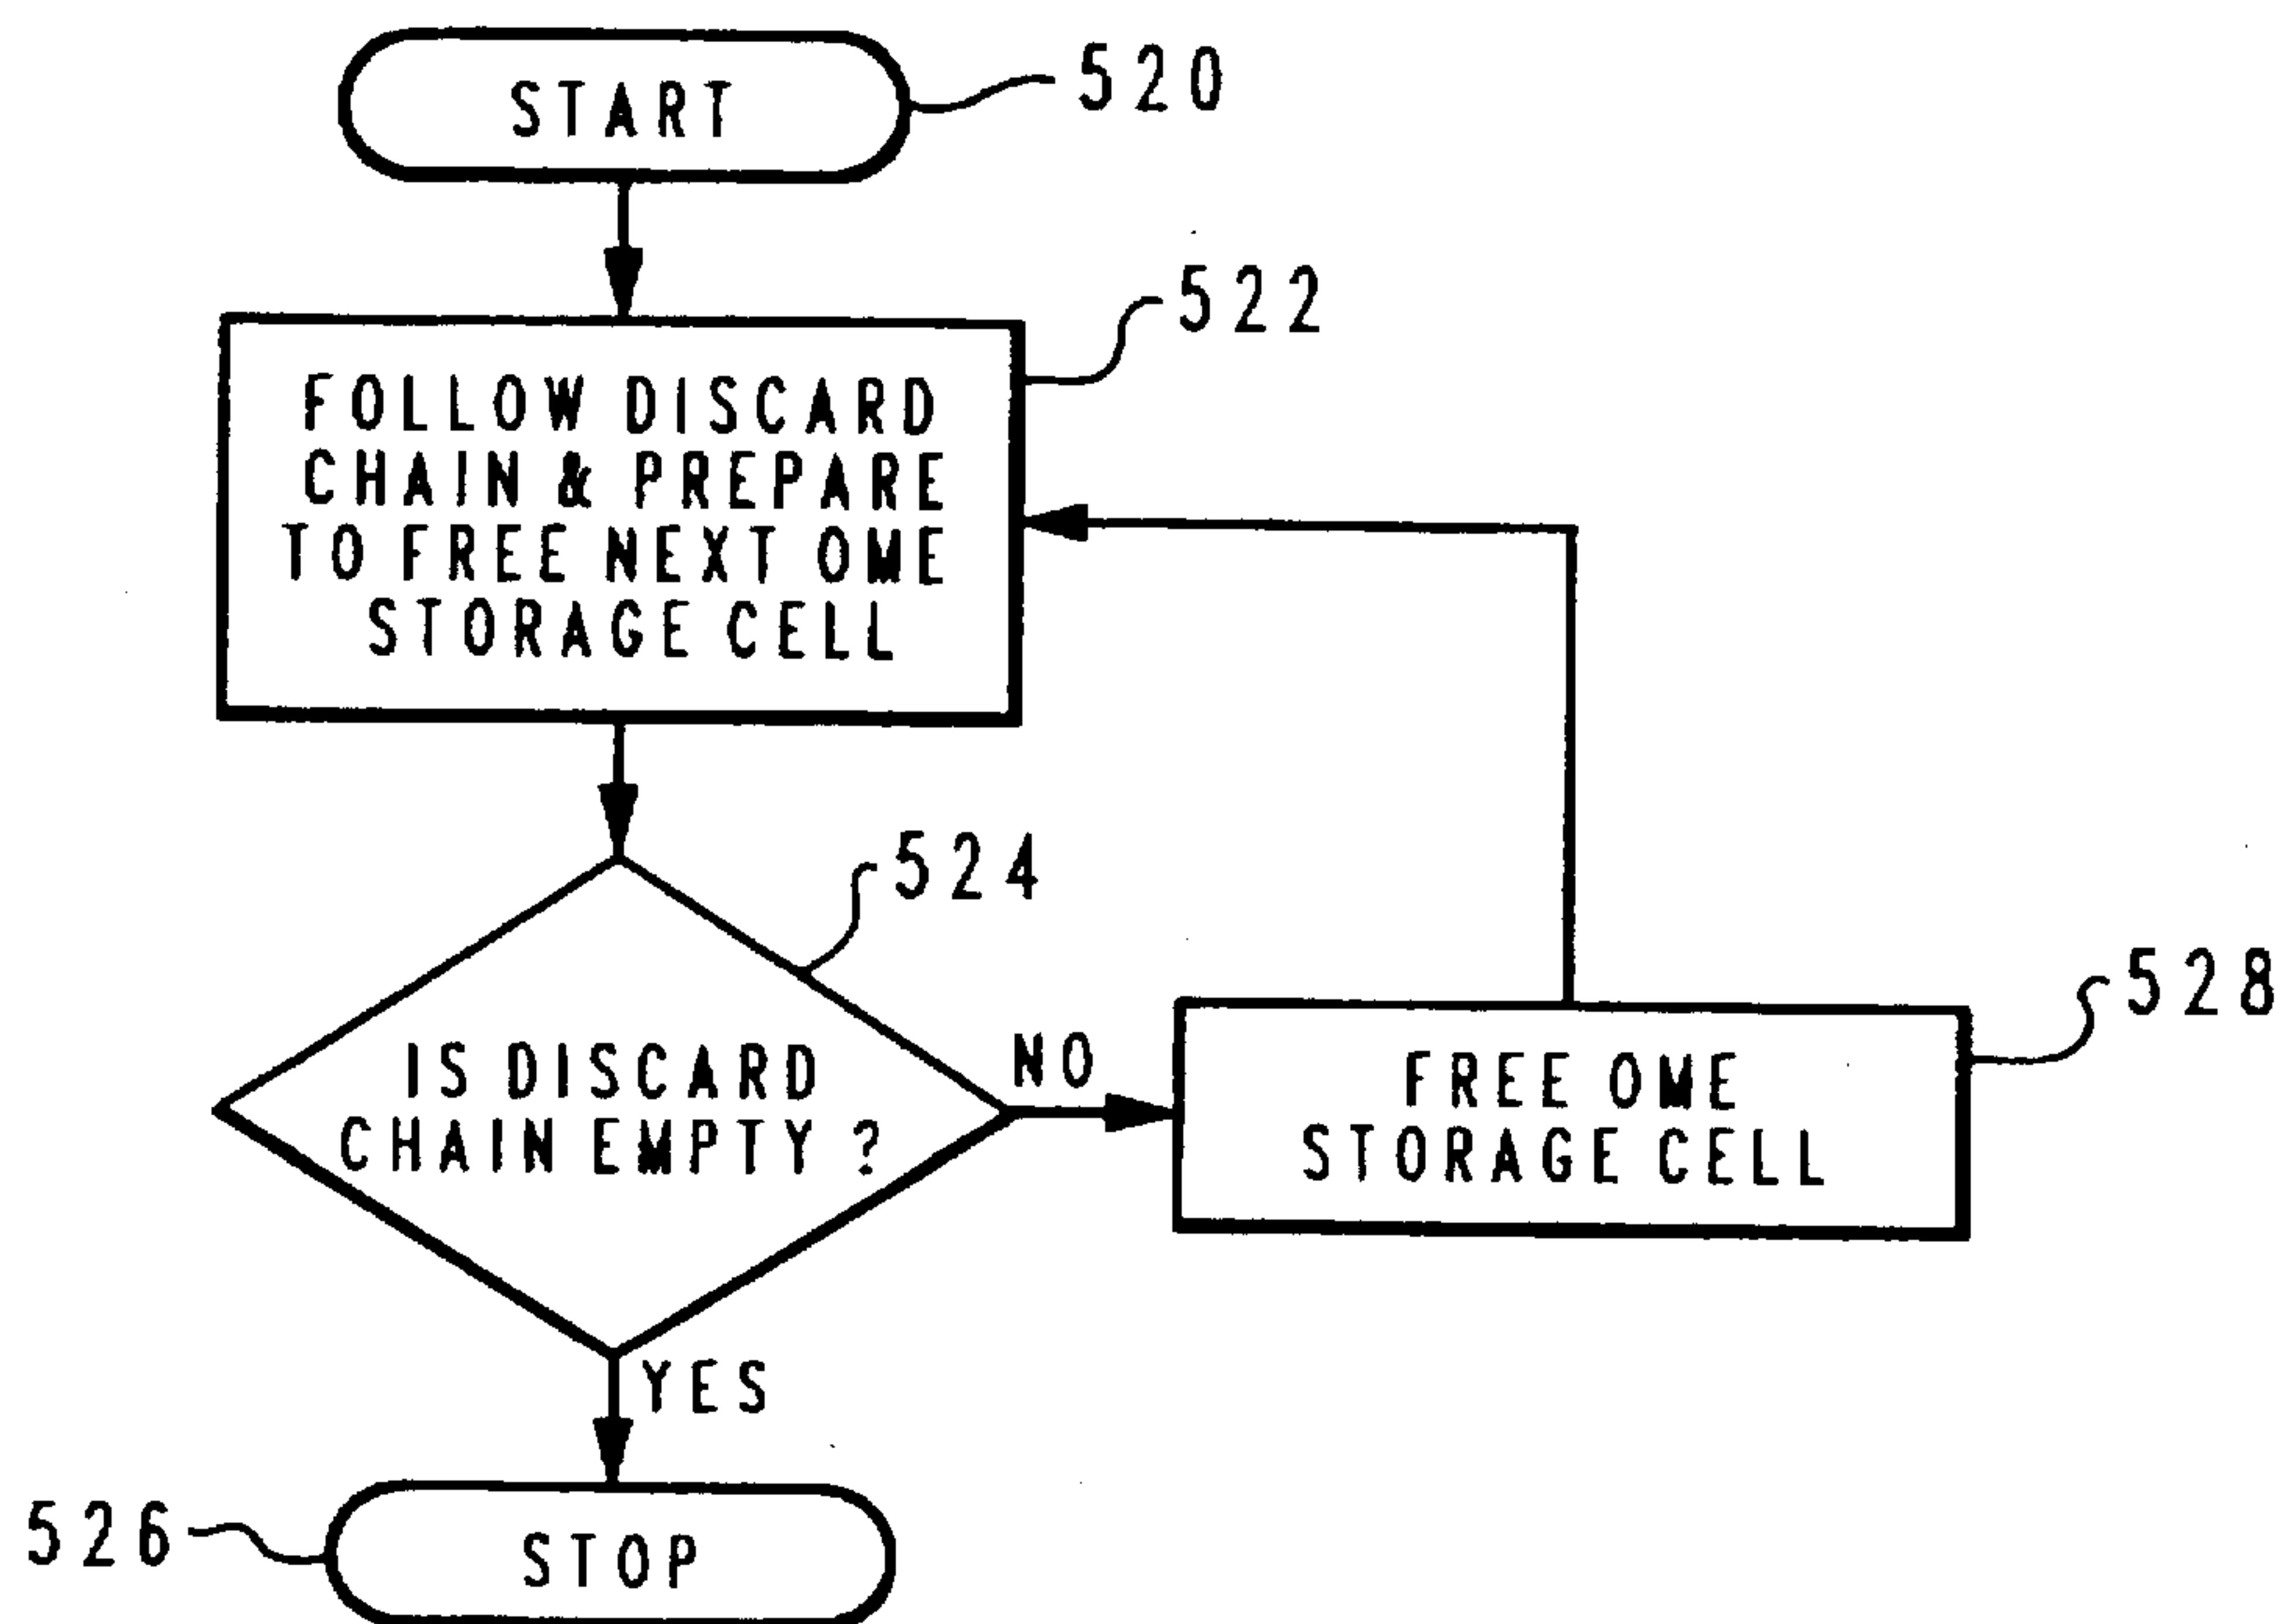 START
520
522
FOLLOW DISCARD
CHAIN & PREPARE
TO FREE NEXT OME
STORAGE CELL
524
IS DISCARD
CHAIN EMPTY ?
NO
528
FREE OME
STORAGE CELL
YES
526
STOP